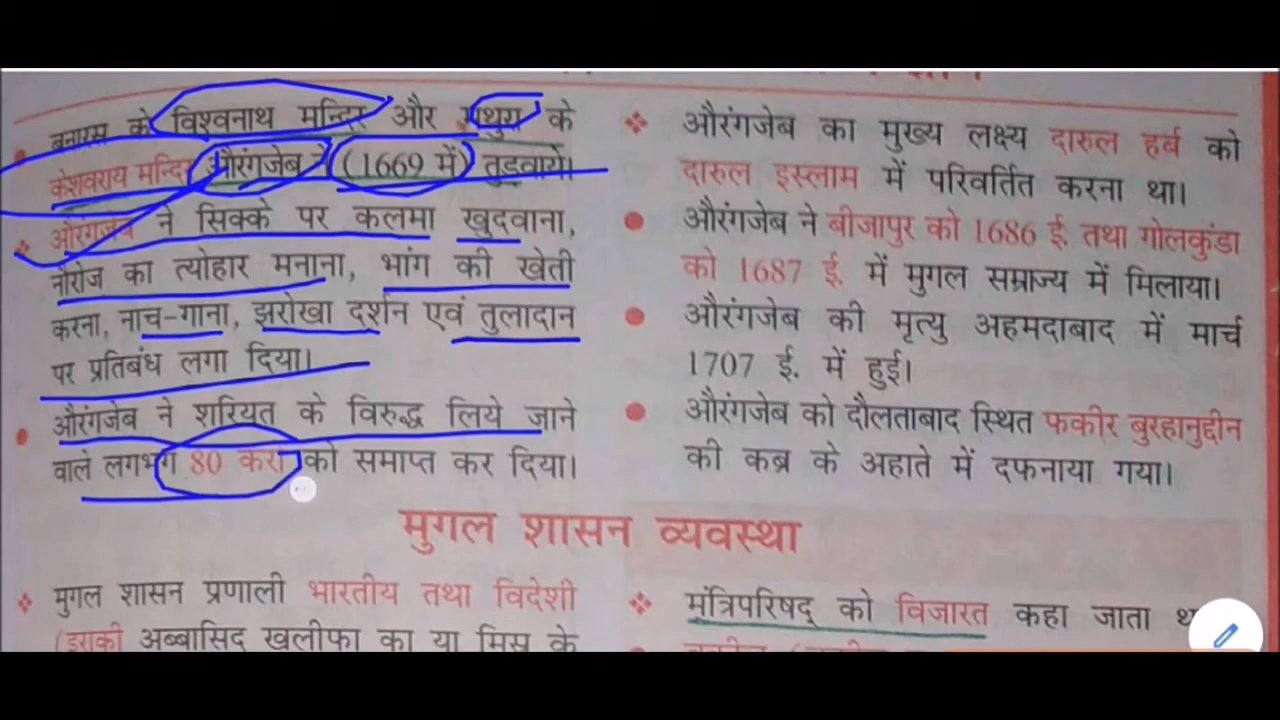 बनारस के विश्वनाथ मन्दिर और मथुरा के
केशवराय मन्दिर औरंगजेब ने (1669 में) तुडवाये।
औरंगजेब ने सिक्के पर कलमा खुदवाना,
नौरोज का त्योहार मनाना, भांग की खेती
करना, नाच-गाना, झरोखा दर्शन एवं तुलादान
पर प्रतिबंध लगा दिया।
औरंगजेब ने शरियत के विरुद्ध लिये जाने
वाले लगभग 80 करों को समाप्त कर दिया।
औरंगजेब का मुख्य लक्ष्य दारुल हर्ब को
दारुल इस्लाम में परिवर्तित करना था।
औरंगजेब ने बीजापुर को 1686 ई. तथा गोलकुंडा
को 1687 ई. में मुगल सम्राज्य में मिलाया।
औरंगजेब की मृत्यु अहमदाबाद में मार्च
1707 ई. में हुई।
औरंगजेब को दौलताबाद स्थित फकीर बुरहानुद्दीन
की कब्र के अहाते में दफनाया गया।
मुगल शासन व्यवस्था
मुगल शासन प्रणाली भारतीय तथा विदेशी
(इराकी अब्बासिद खलीफा का या मिस्र के
मंत्रिपरिषद् को विजारत कहा जाता